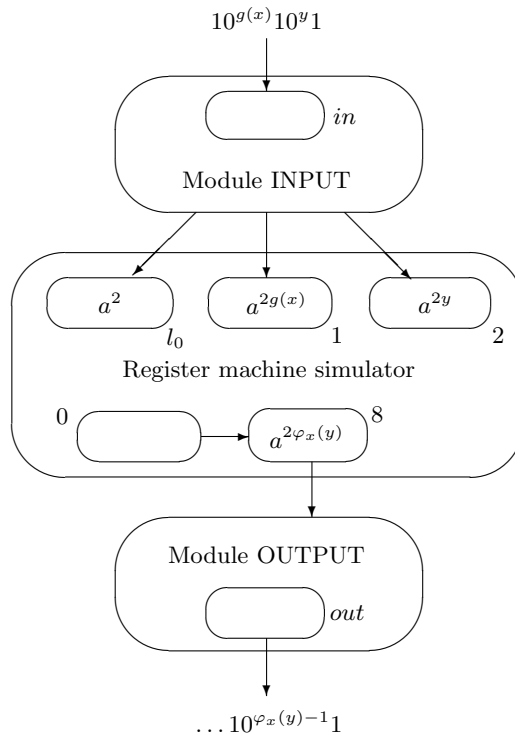 10^{g(x)}10^{y}1
in
Module INPUT
a^{2} a^{2g(x)} a^{2y}
l_{0} 1 2
Register machine simulator
0 8
a^{2φ_{x}(y)}
Module OUTPUT
out
…10^{φ_{x}(y)−1}1